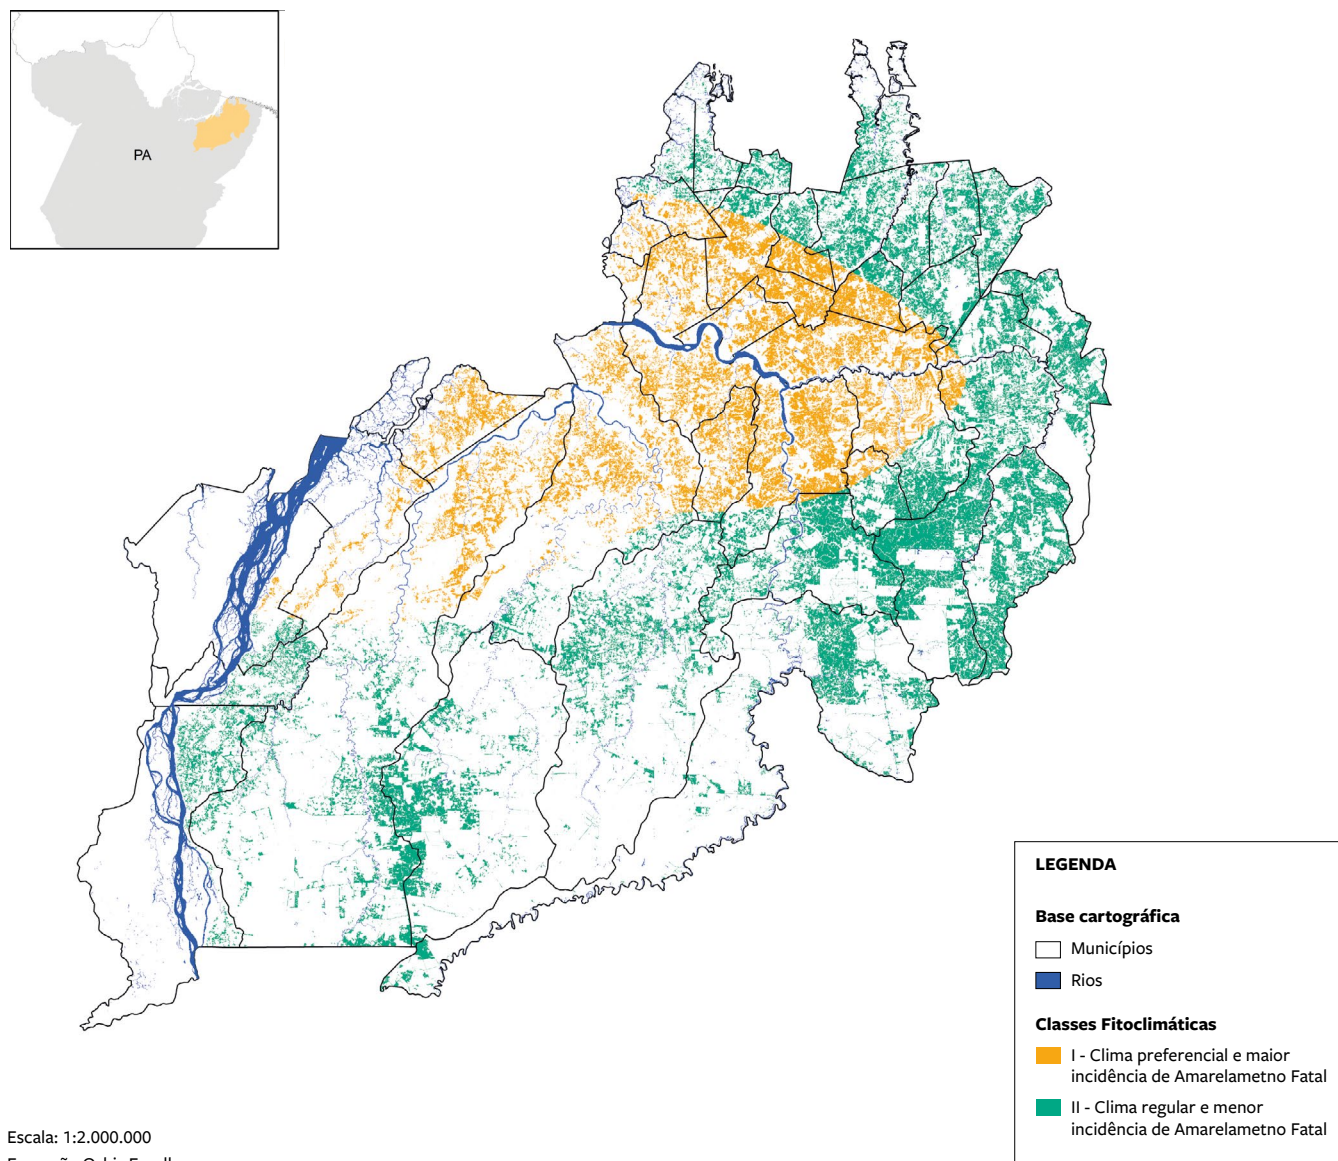 PA
LEGENDA
Base cartográfica
Municípios
Rios
Classes Fitoclimáticas
I - Clima preferencial e maior
incidência de Amarelametno Fatal
II - Clima regular e menor
incidência de Amarelametno Fatal
Escala: 1:2.000.000